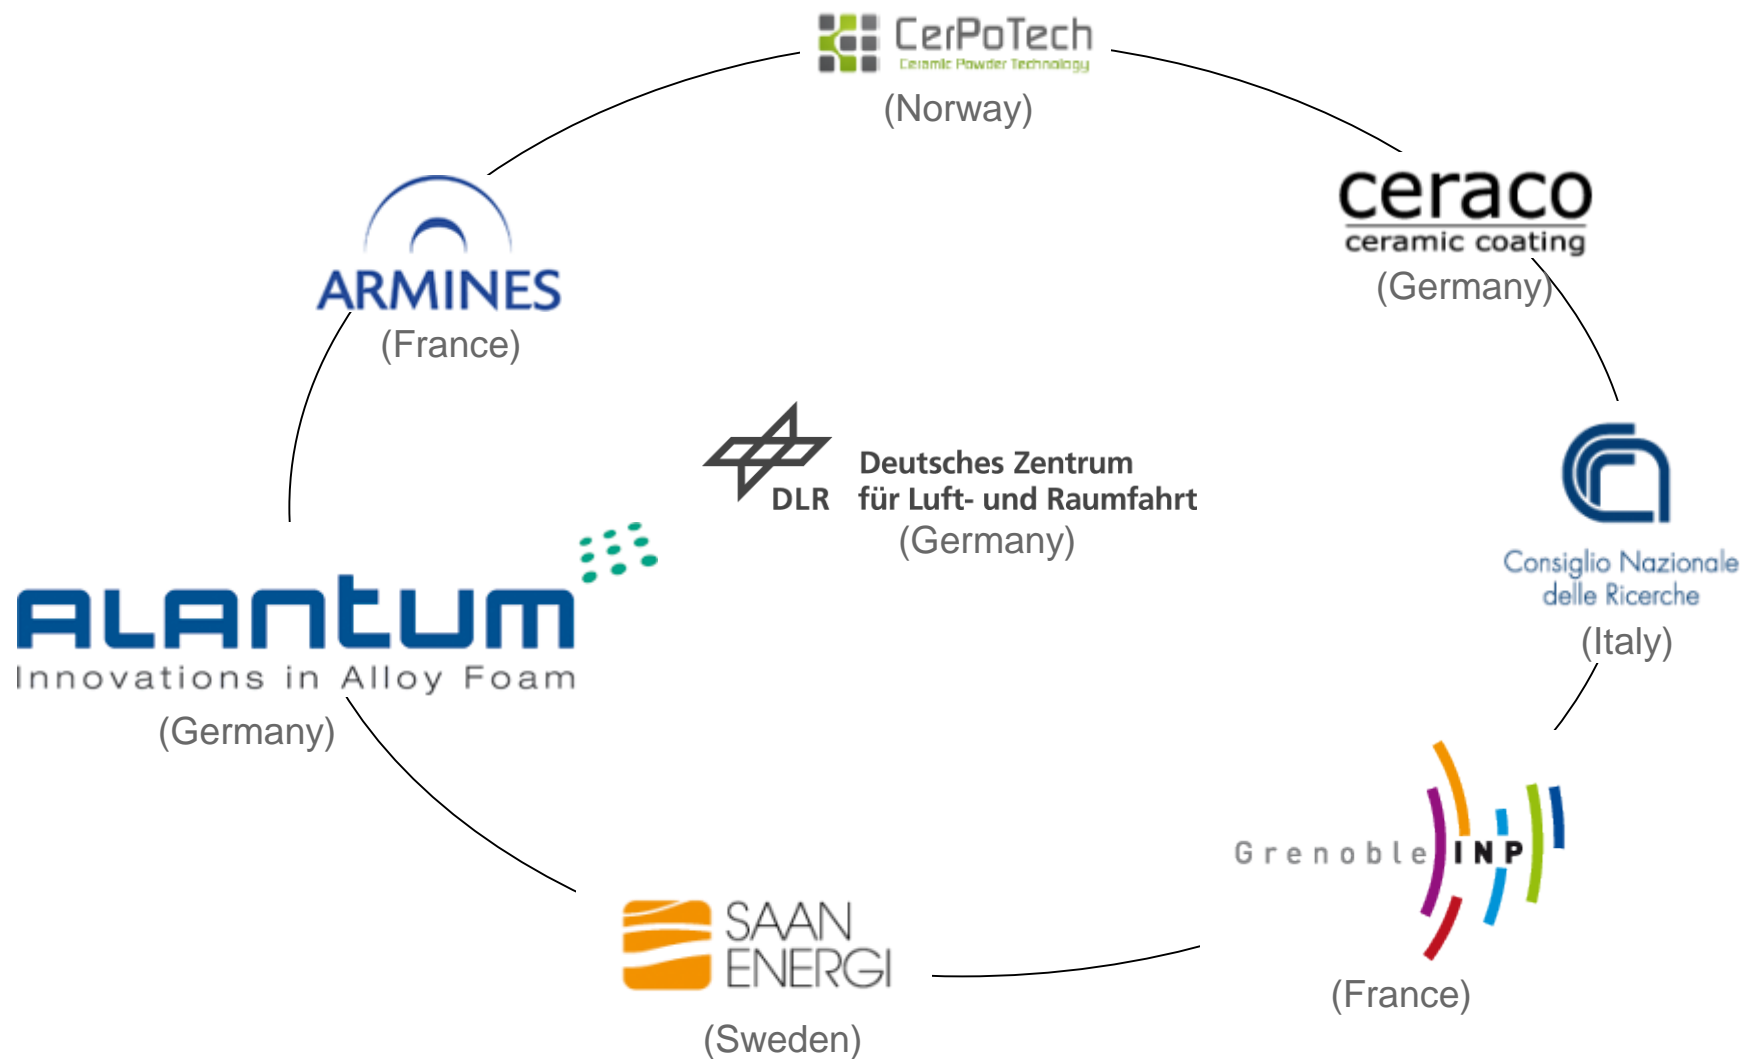 CerPoTech
Ceramic Powder Technology
(Norway)
ceraco
ceramic coating
(Germany)
ARMINES
(France)
DLR
Deutsches Zentrum
für Luft- und Raumfahrt
(Germany)
Consiglio Nazionale
delle Ricerche
(Italy)
ALANTUM
Innovations in Alloy Foam
(Germany)
Grenoble INP
(France)
SAAN
ENERGI
(Sweden)